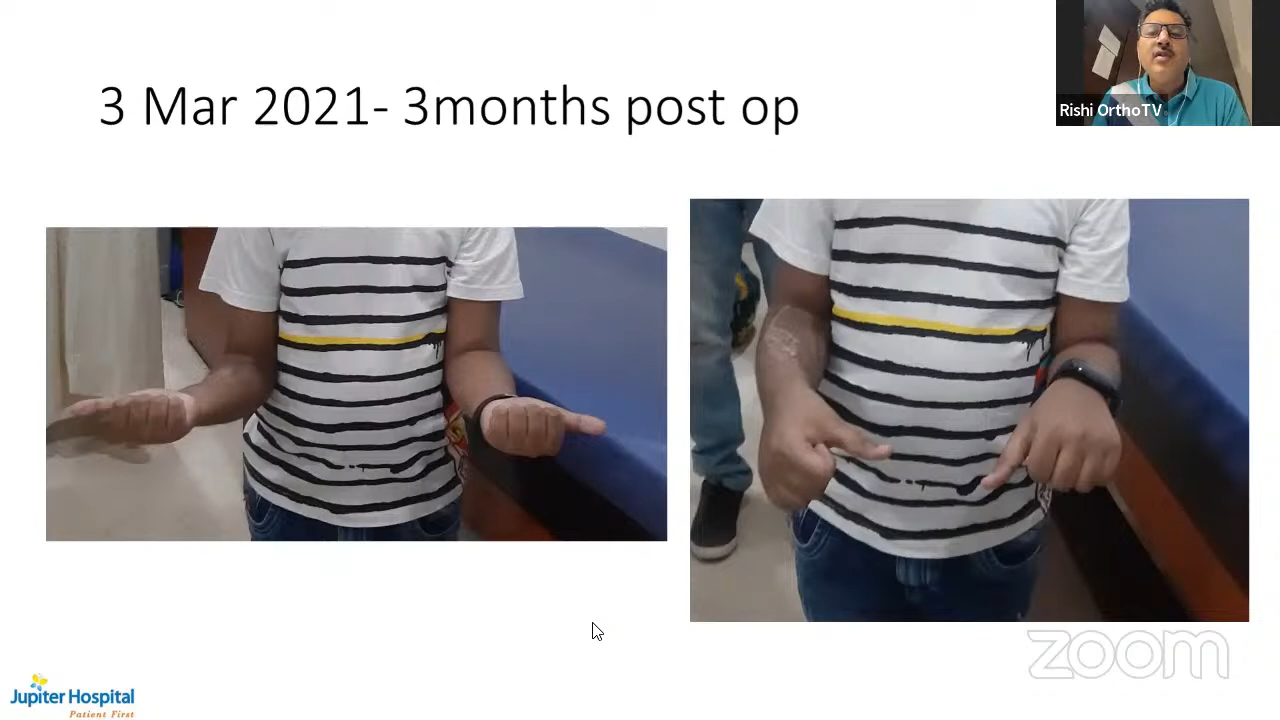 3 Mar 2021- 3months post op
Rishi OrthoTV
zoom
Jupiter Hospital
Patient First